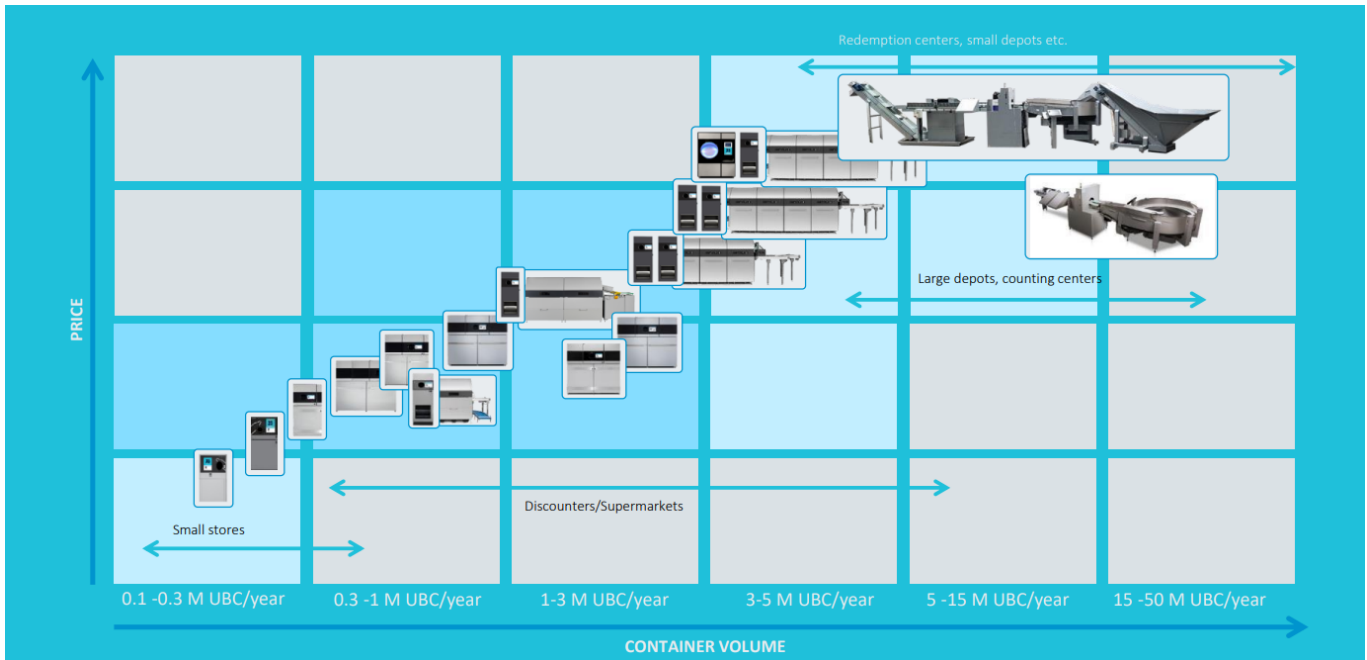 Redemption centers, small depots etc.
PRICE
Large depots, counting centers
Discounters/Supermarkets
Small stores
0.1 -0.3 M UBC/year
0.3 -1 M UBC/year
1-3 M UBC/year
3-5 M UBC/year
5 -15 M UBC/year
15 -50 M UBC/year
CONTAINER VOLUME